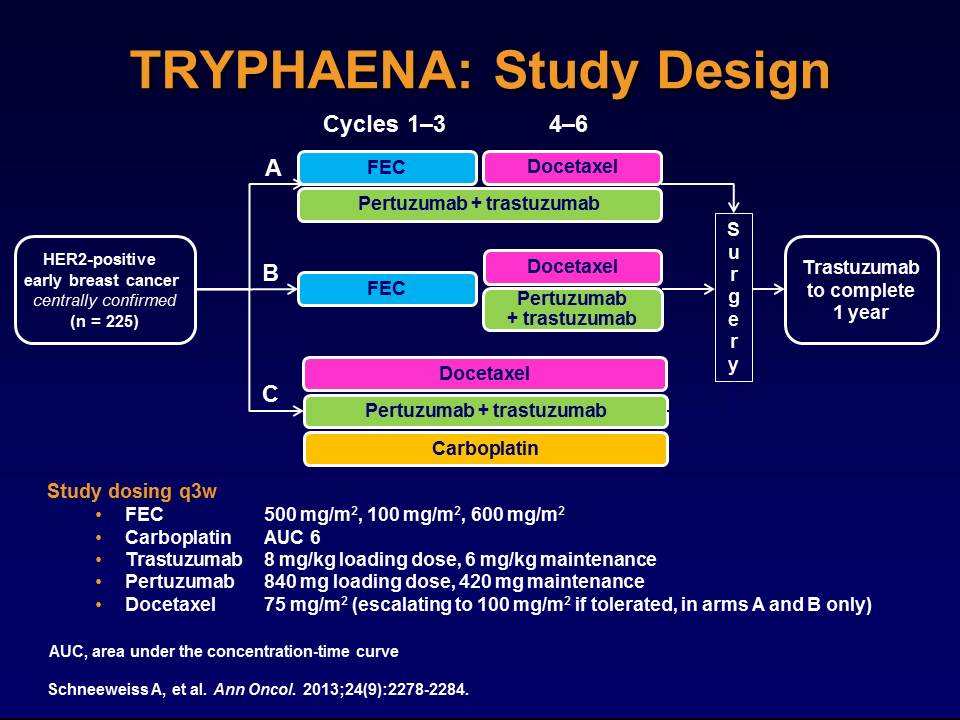 TRYPHAENA: Study Design
Cycles 1–3
4–6
A
FEC
Docetaxel
Pertuzumab + trastuzumab
HER2-positive
early breast cancer
centrally confirmed
(n = 225)
B
FEC
Docetaxel
Pertuzumab
+ trastuzumab
Surgery
Trastuzumab
to complete
1 year
C
Docetaxel
Pertuzumab + trastuzumab
Carboplatin
Study dosing q3w
• FEC 500 mg/m², 100 mg/m², 600 mg/m²
• Carboplatin AUC 6
• Trastuzumab 8 mg/kg loading dose, 6 mg/kg maintenance
• Pertuzumab 840 mg loading dose, 420 mg maintenance
• Docetaxel 75 mg/m² (escalating to 100 mg/m² if tolerated, in arms A and B only)
AUC, area under the concentration-time curve
Schneeweiss A, et al. Ann Oncol. 2013;24(9):2278-2284.